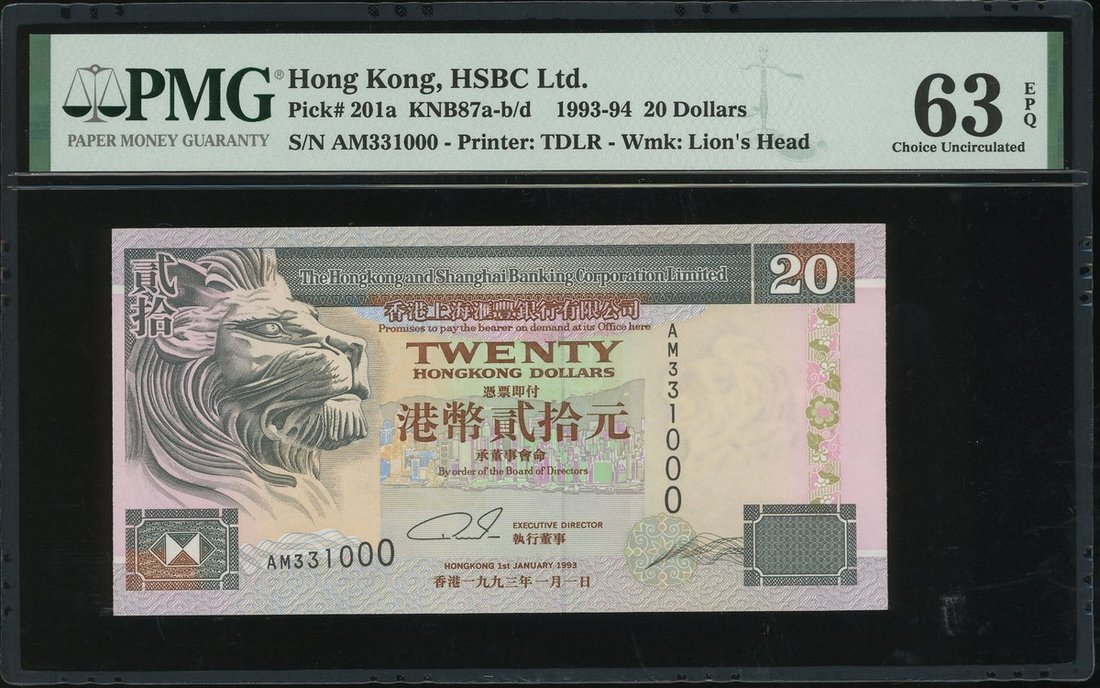 PMG®
PAPER MONEY GUARANTY
Hong Kong, HSBC Ltd.
Pick# 201a KNB87a-b/d 1993-94 20 Dollars
S/N AM331000 - Printer: TDLR - Wmk: Lion's Head
63
EPQ
Choice Uncirculated
貳拾
The Hongkong and Shanghai Banking Corporation Limited
20
香港上海滙豐銀行有限公司
Promises to pay the bearer on demand at its Office here
TWENTY
HONGKONG DOLLARS
憑票即付
港幣貳拾元
承董事會命
By order of the Board of Directors
AM331000
EXECUTIVE DIRECTOR
執行董事
AM331000
HONGKONG 1st JANUARY 1993
香港一九九三年一月一日